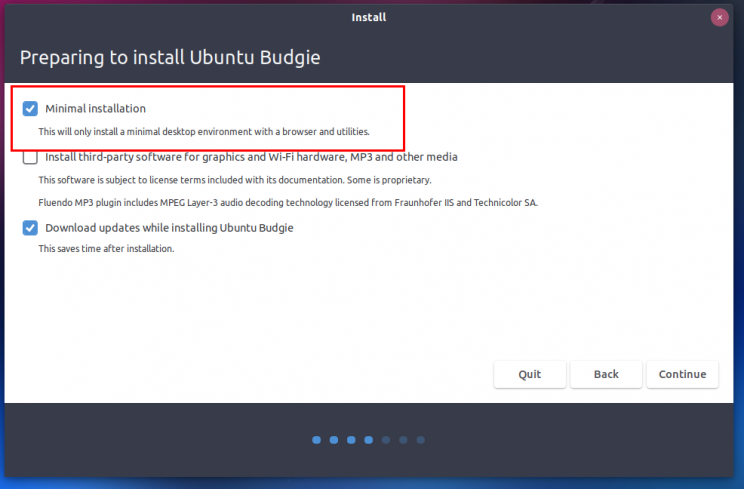 Install
Preparing to install Ubuntu Budgie
Minimal installation
This will only install a minimal desktop environment with a browser and utilities.
Install third-party software for graphics and Wi-Fi hardware, MP3 and other media
This software is subject to license terms included with its documentation. Some is proprietary.
Fluendo MP3 plugin includes MPEG Layer-3 audio decoding technology licensed from Fraunhofer IIS and Technicolor SA.
Download updates while installing Ubuntu Budgie
This saves time after installation.
Quit Back Continue